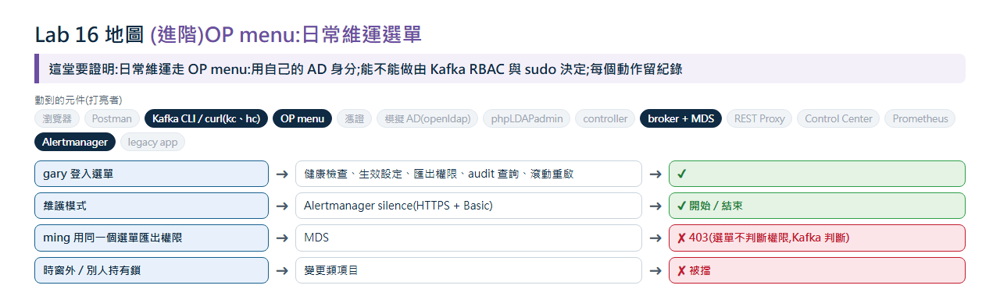 Lab 16 地圖 (進階)OP menu:日常維運選單
這堂要證明:日常維運走 OP menu:用自己的 AD 身分;能不能做由 Kafka RBAC 與 sudo 決定;每個動作留紀錄
動到的元件(打亮者)
瀏覽器 Postman Kafka CLI / curl(kc、hc) OP menu 憑證 模擬 AD(openldap) phpLDAPadmin controller broker + MDS REST Proxy Control Center Prometheus
Alertmanager legacy app
gary 登入選單 → 健康檢查、生效設定、匯出權限、audit 查詢、滾動重啟 → ✔
維護模式 → Alertmanager silence(HTTPS + Basic) → ✔ 開始 / 結束
ming 用同一個選單匯出權限 → MDS → ✘ 403(選單不判斷權限,Kafka 判斷)
時窗外 / 別人持有鎖 → 變更類項目 → ✘ 被擋